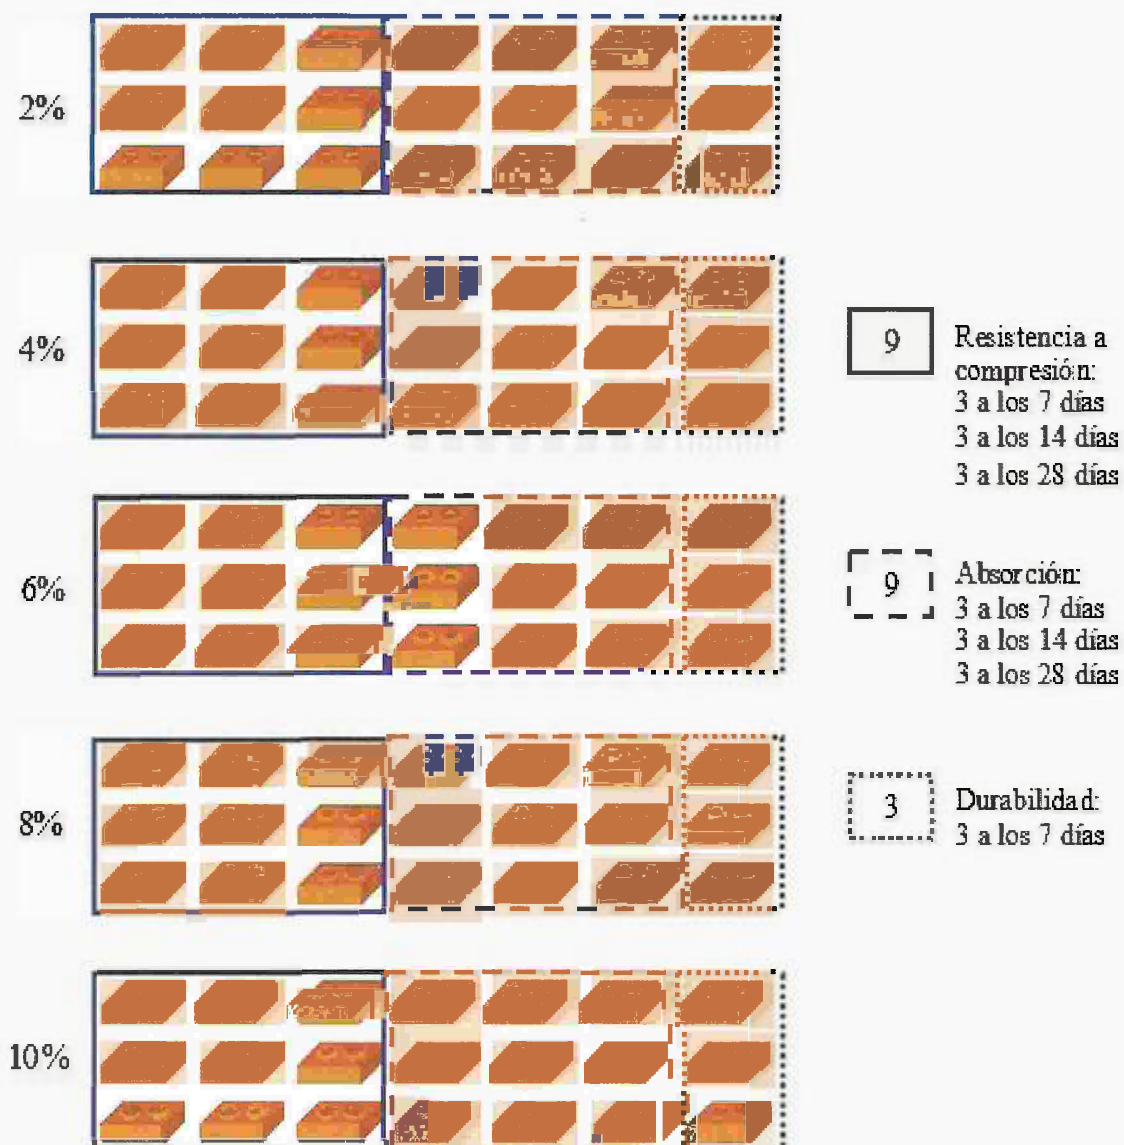 2%
4%
6%
8%
10%
9
Resistencia a
compresión:
3 a los 7 días
3 a los 14 días
3 a los 28 días
9
Absorción:
3 a los 7 días
3 a los 14 días
3 a los 28 días
3
Durabilidad:
3 a los 7 días